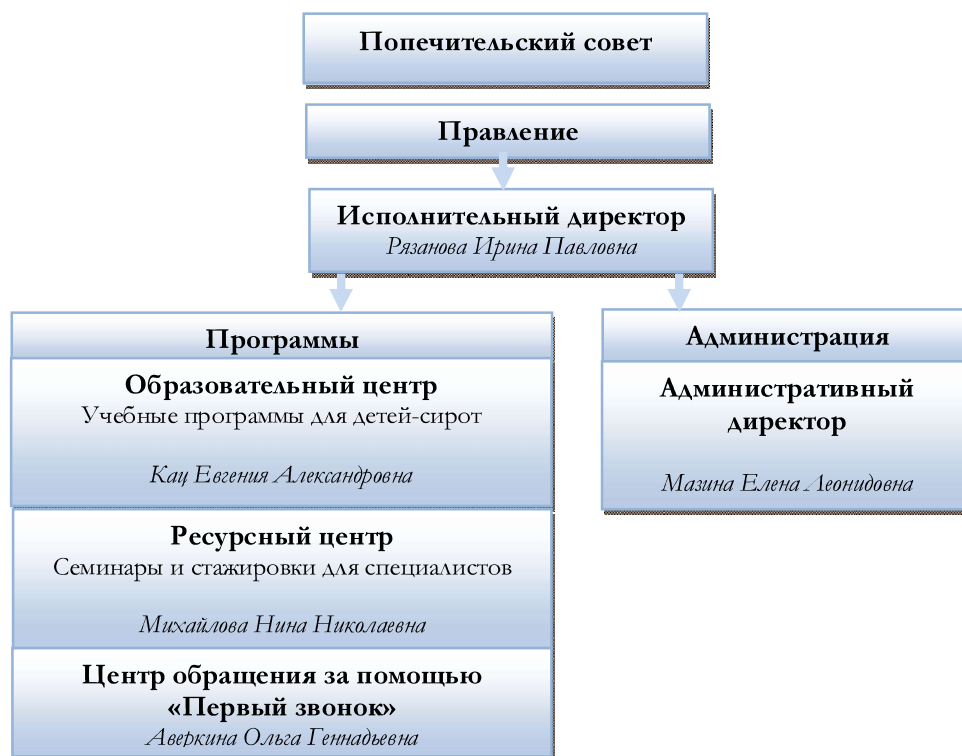 Попечительский совет
Правление
Исполнительный директор
Рязанова Ирина Павловна
Программы
Образовательный центр
Учебные программы для детей-сирот
Кац Евгения Александровна
Ресурсный центр
Семинары и стажировки для специалистов
Михайлова Нина Николаевна
Центр обращения за помощью
«Первый звонок»
Аверкина Ольга Геннадьевна
Администрация
Административный
директор
Мазина Елена Леонидовна